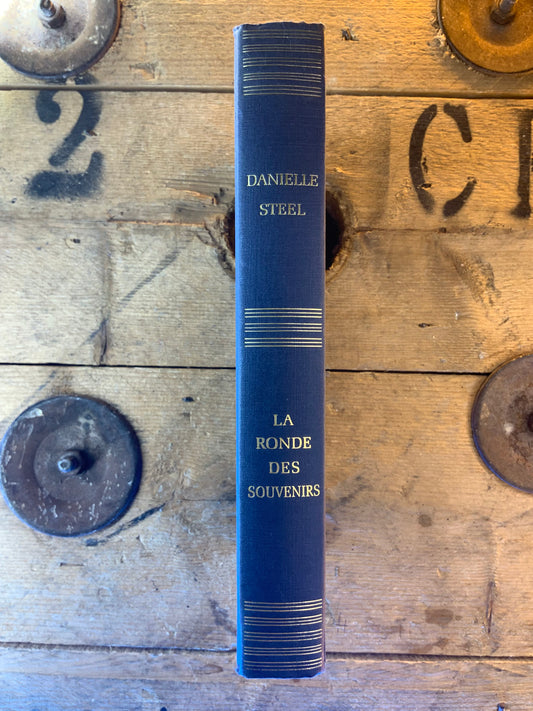 2
C
DANIELLE
STEEL
LA
RONDE
DES
SOUVENIRS